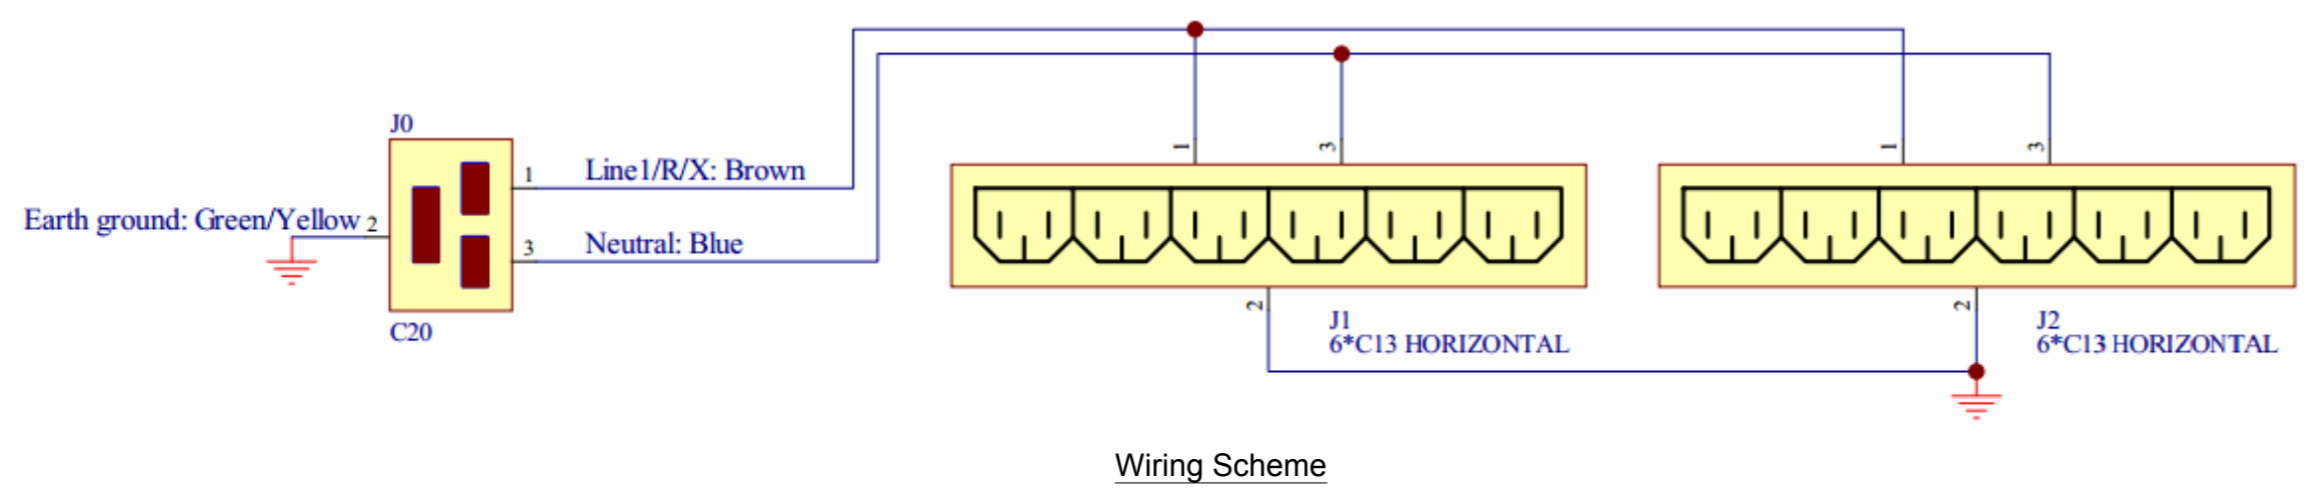 J0
1
Line1/R/X: Brown
Earth ground: Green/Yellow 2
3
Neutral: Blue
C20
1
3
2
J1
6*C13 HORIZONTAL
1
3
2
J2
6*C13 HORIZONTAL
Wiring Scheme